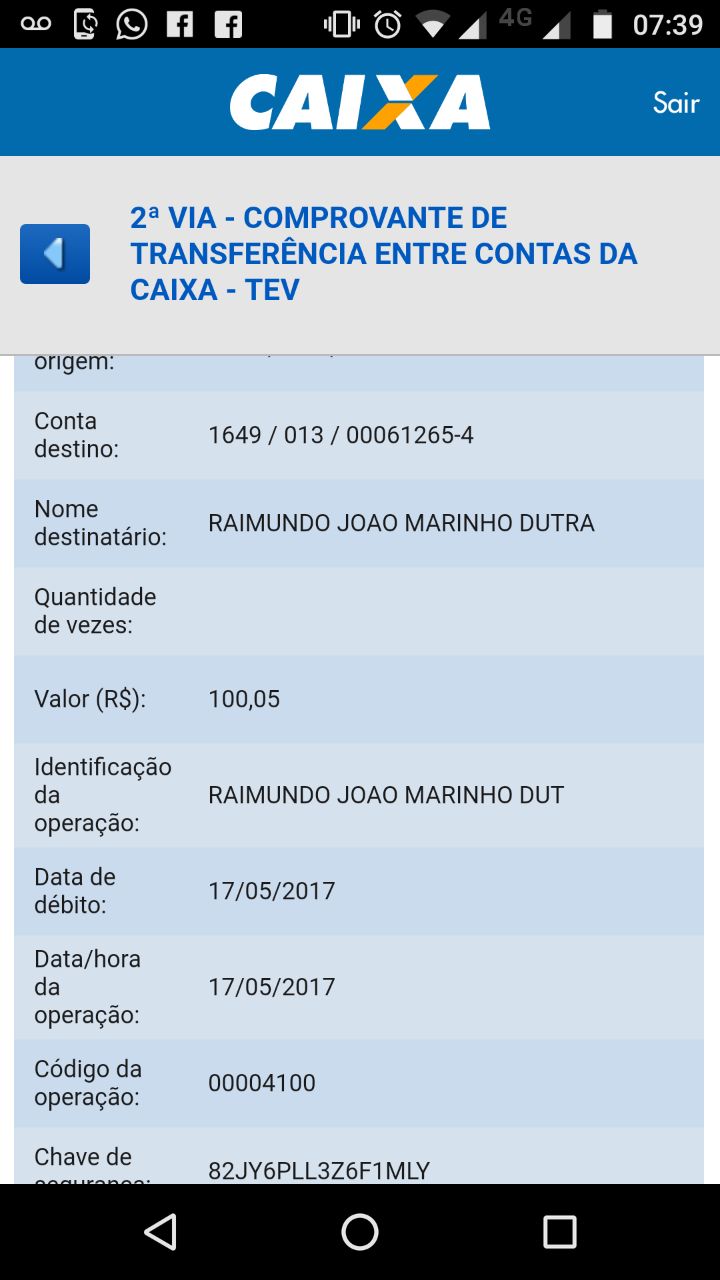 4G 07:39
CAIXA
Sair
2ª VIA - COMPROVANTE DE
TRANSFERÊNCIA ENTRE CONTAS DA
CAIXA - TEV
origem:
Conta
destino:
1649 / 013 / 00061265-4
Nome
destinatário:
RAIMUNDO JOAO MARINHO DUTRA
Quantidade
de vezes:
Valor (R$):
100,05
Identificação
da
operação:
RAIMUNDO JOAO MARINHO DUT
Data de
débito:
17/05/2017
Data/hora
da
operação:
17/05/2017
Código da
operação:
00004100
Chave de
segurança:
82JY6PLL3Z6F1MLY